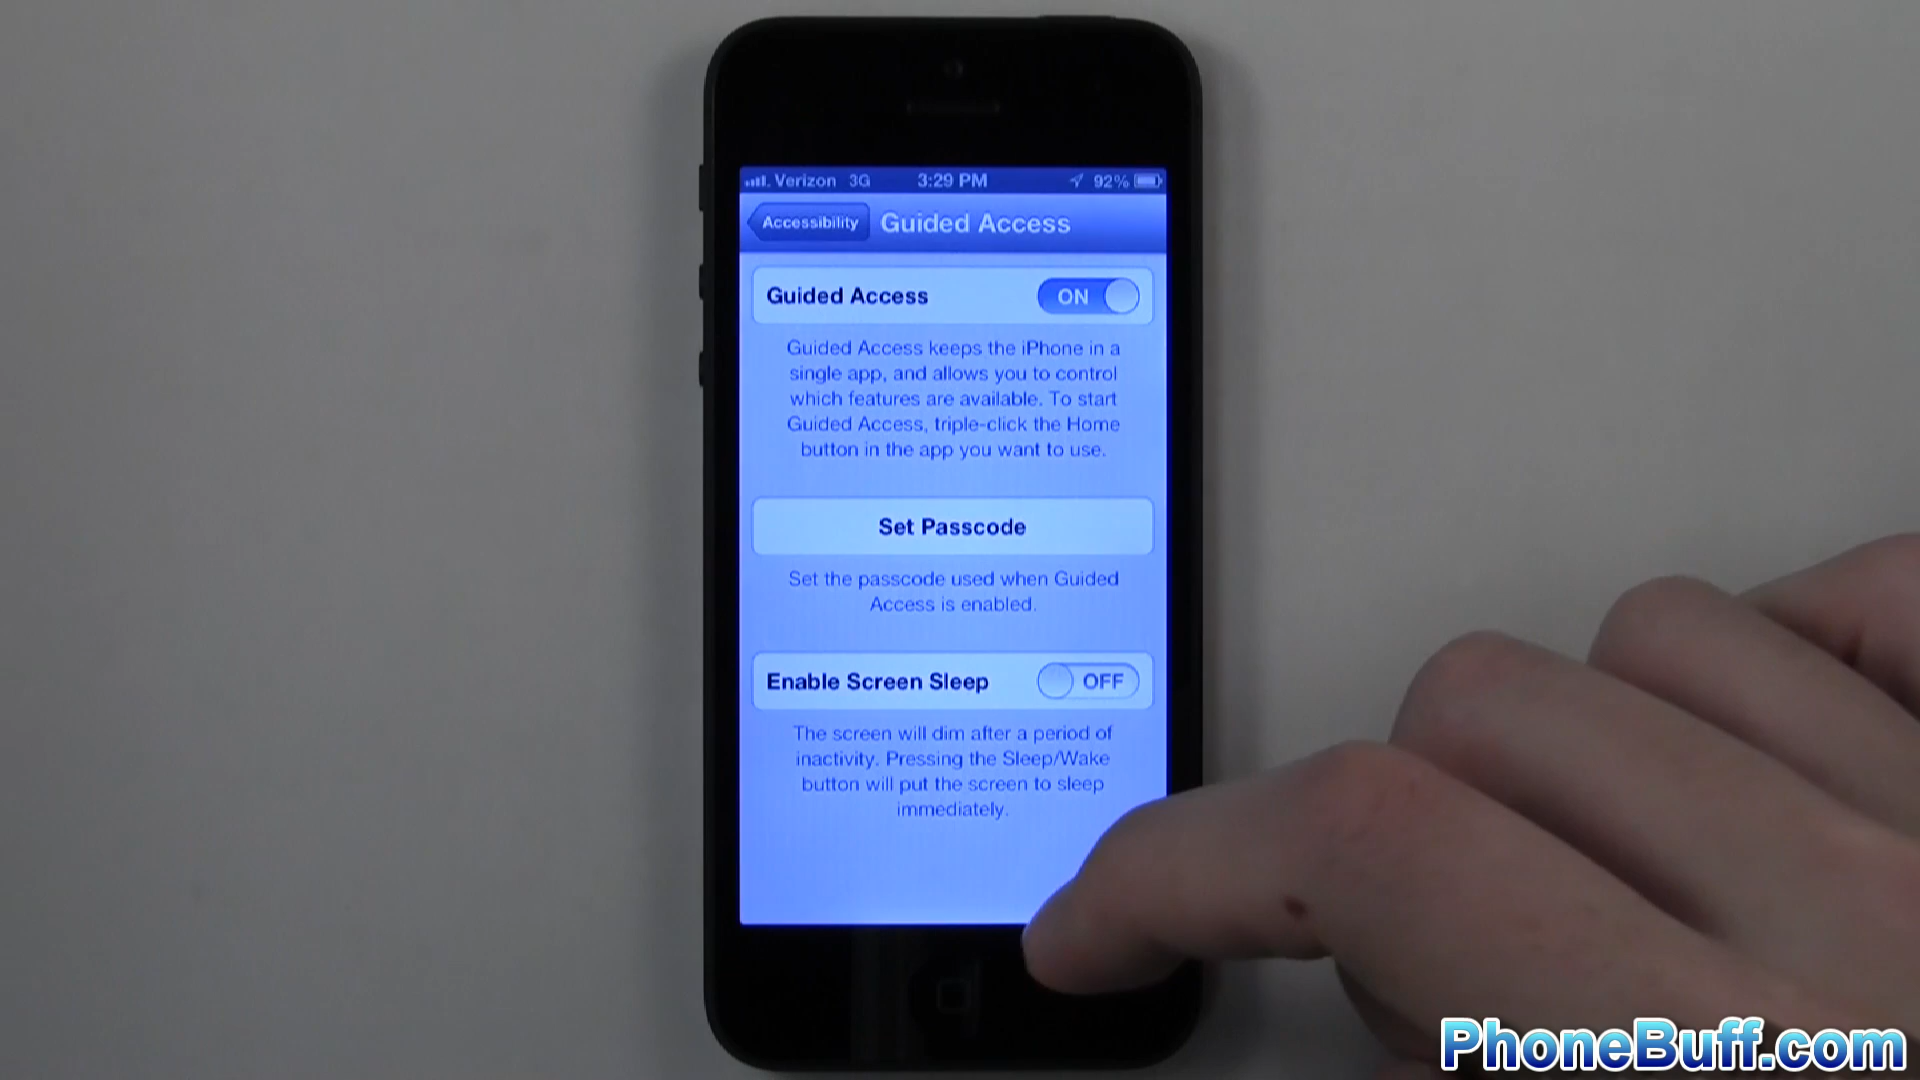 Verizon 3G 3:29 PM 92%
Accessibility Guided Access
Guided Access ON
Guided Access keeps the iPhone in a
single app, and allows you to control
which features are available. To start
Guided Access, triple-click the Home
button in the app you want to use.
Set Passcode
Set the passcode used when Guided
Access is enabled.
Enable Screen Sleep OFF
The screen will dim after a period of
inactivity. Pressing the Sleep/Wake
button will put the screen to sleep
immediately.
PhoneBuff.com